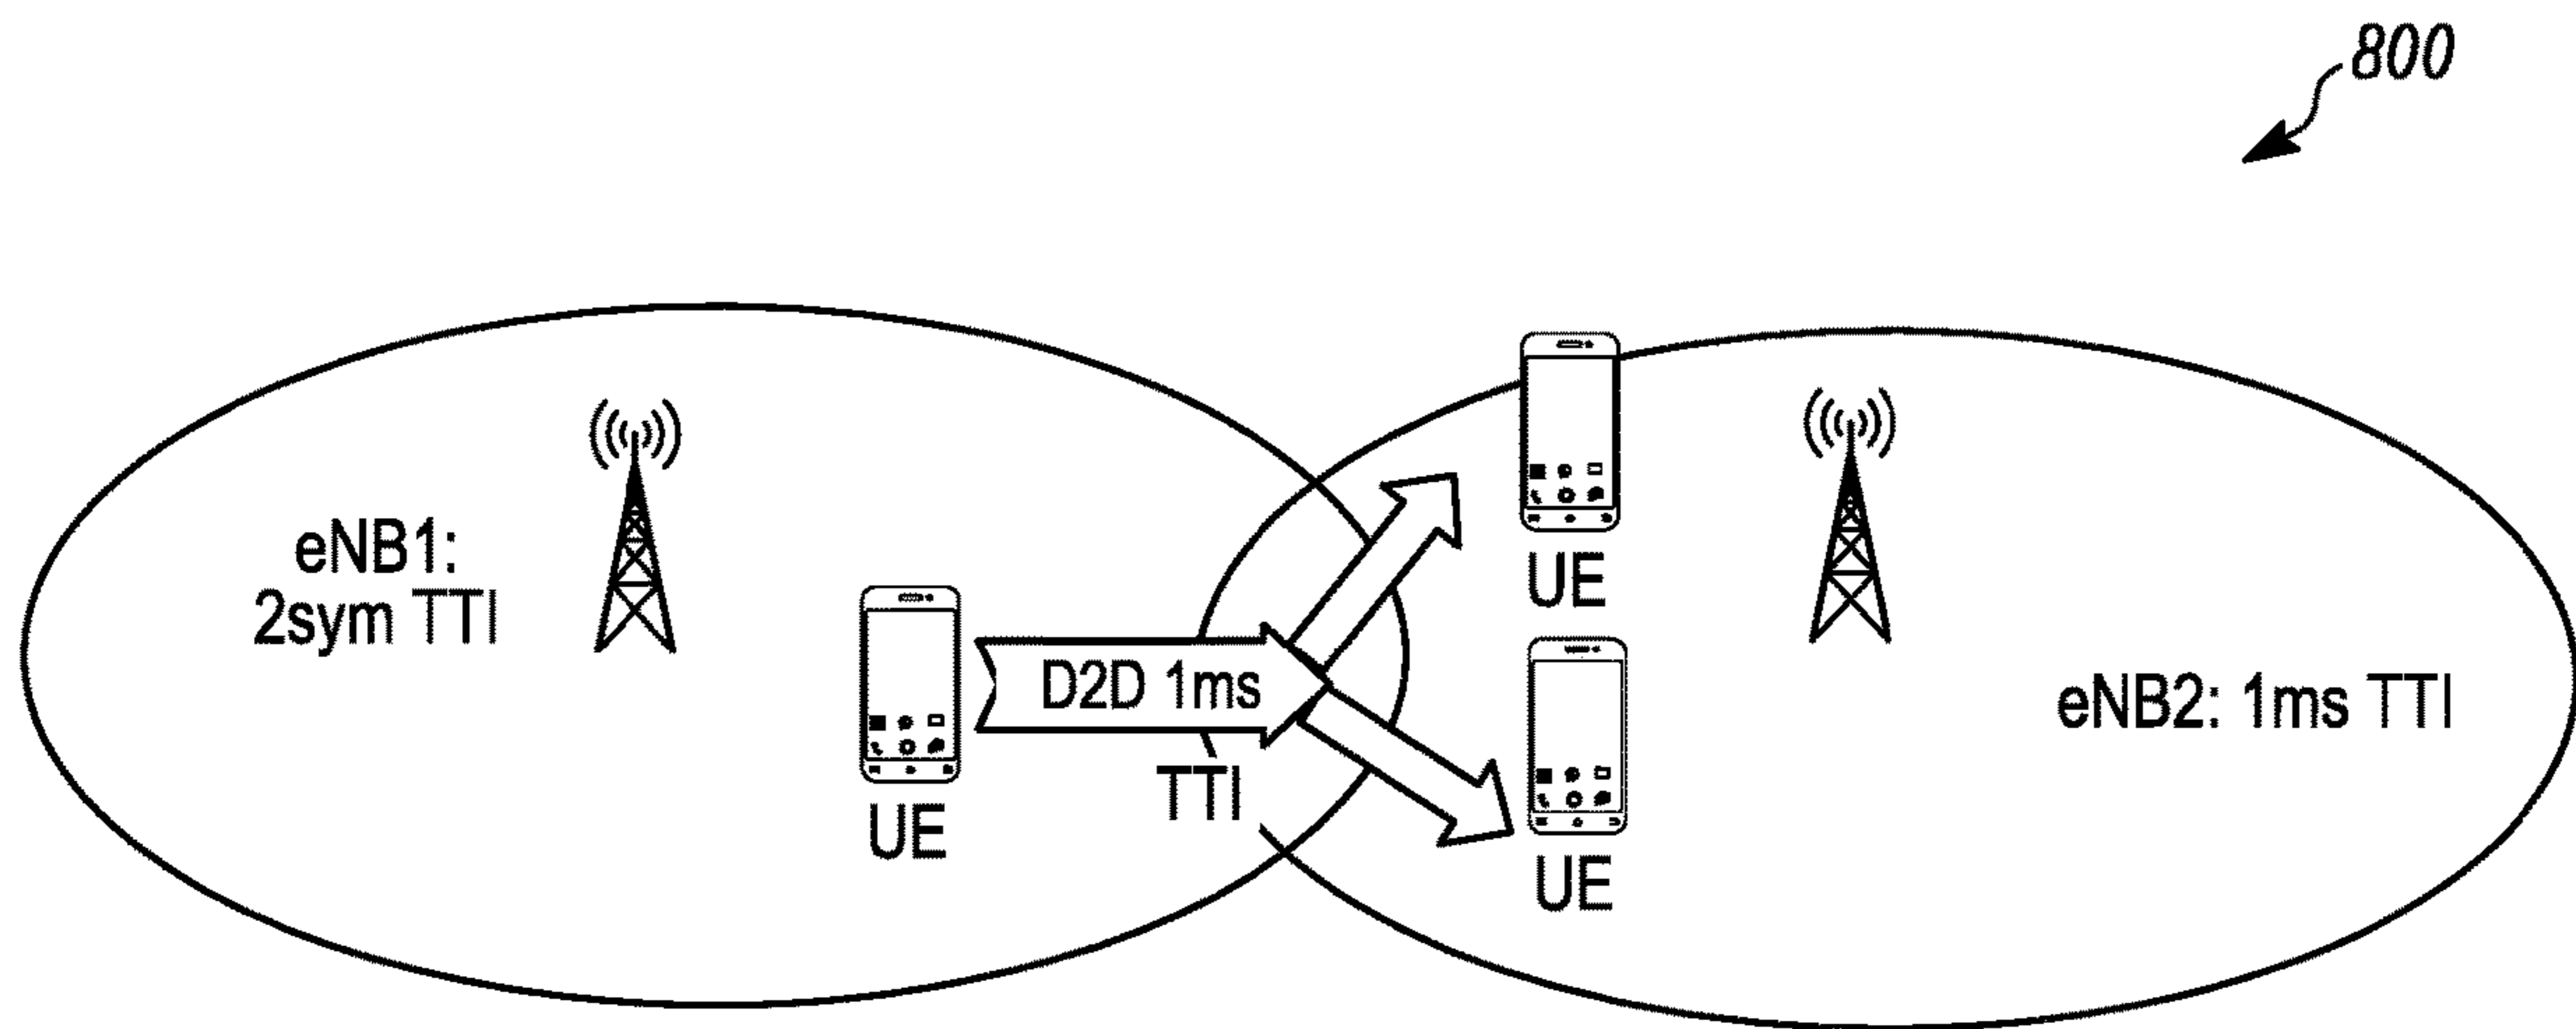 800
eNB1:
2sym TTI
UE
D2D 1ms
TTI
UE
UE
eNB2: 1ms TTI